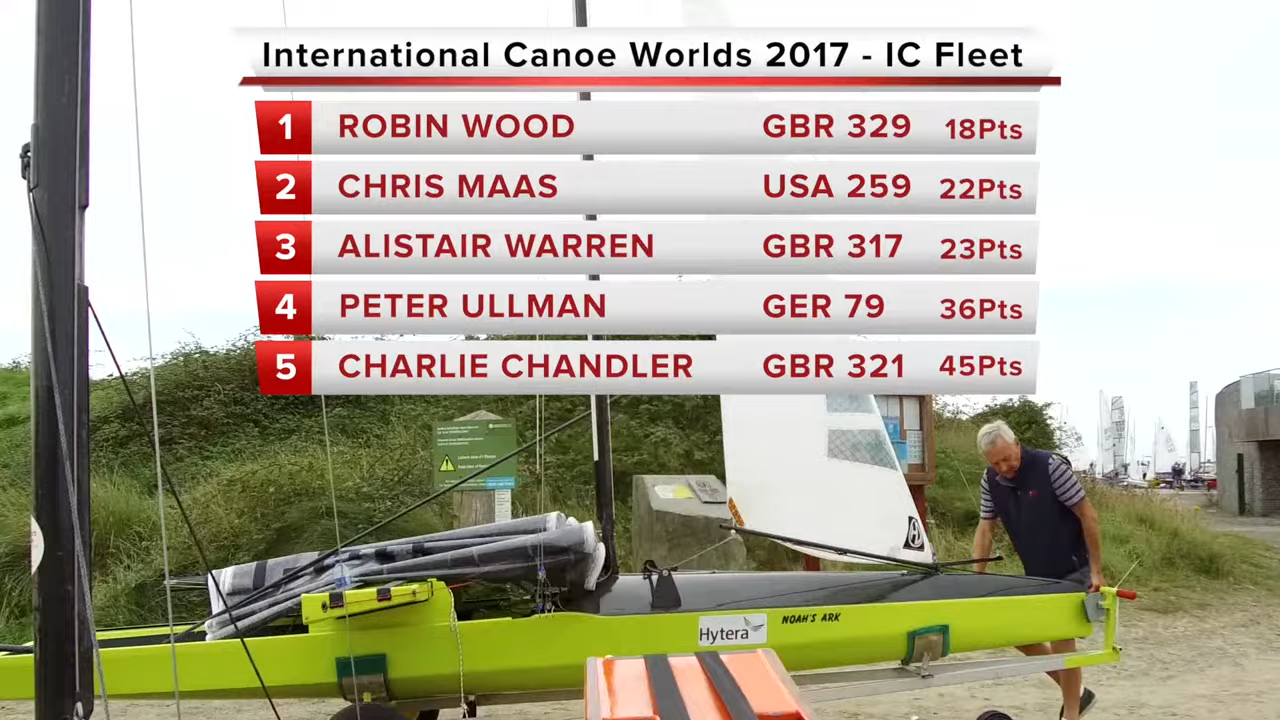 International Canoe Worlds 2017 - IC Fleet
1 ROBIN WOOD GBR 329 18Pts
2 CHRIS MAAS USA 259 22Pts
3 ALISTAIR WARREN GBR 317 23Pts
4 PETER ULLMAN GER 79 36Pts
5 CHARLIE CHANDLER GBR 321 45Pts
NOAH'S ARK
Hytera